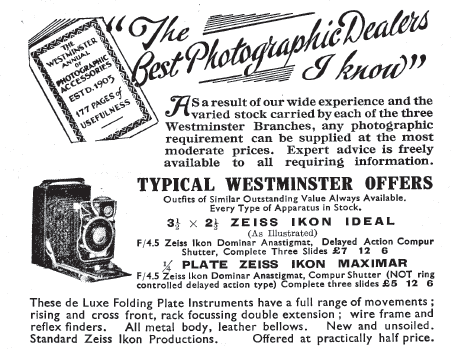 "The
Best Photographic Dealers
I know"
THE
WESTMINSTER
ANNUAL
OF
PHOTOGRAPHIC
ACCESSORIES
ESTD. 1903
177 PAGES of
USEFULNESS
As a result of our wide experience and the
varied stock carried by each of the three
Westminster Branches, any photographic
requirement can be supplied at the most
moderate prices. Expert advice is freely
available to all requiring information.
TYPICAL WESTMINSTER OFFERS
Outfits of Similar Outstanding Value Always Available.
Every Type of Apparatus in Stock.
3½ × 2½ ZEISS IKON IDEAL
(As Illustrated)
F/4.5 Zeiss Ikon Dominar Anastigmat, Delayed Action Compur
Shutter, Complete Three Slides £7 12 6
¼ PLATE ZEISS IKON MAXIMAR
F/4.5 Zeiss Ikon Dominar Anastigmat, Compur Shutter (NOT ring
controlled delayed action type) Complete three slides £5 12 6
These de Luxe Folding Plate Instruments have a full range of movements;
rising and cross front, rack focussing double extension; wire frame and
reflex finders. All metal body, leather bellows. New and unsoiled.
Standard Zeiss Ikon Productions. Offered at practically half price.